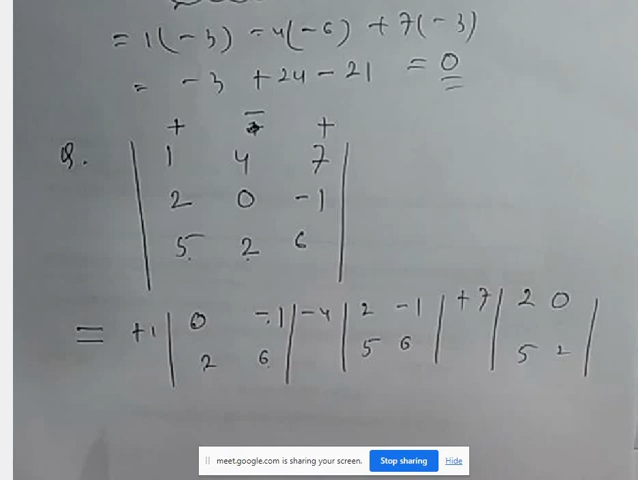 = 1(-3) -4(-6) + 7(-3)
= -3 + 24 - 21 = 0
+ - +
Q. | 1 4 7 |
| 2 0 -1 |
| 5 2 6 |
= +1 | 0 -1 | -4 | 2 -1 | +7 | 2 0 |
| 2 6 | | 5 6 | | 5 2 |
meet.google.com is sharing your screen. Stop sharing Hide